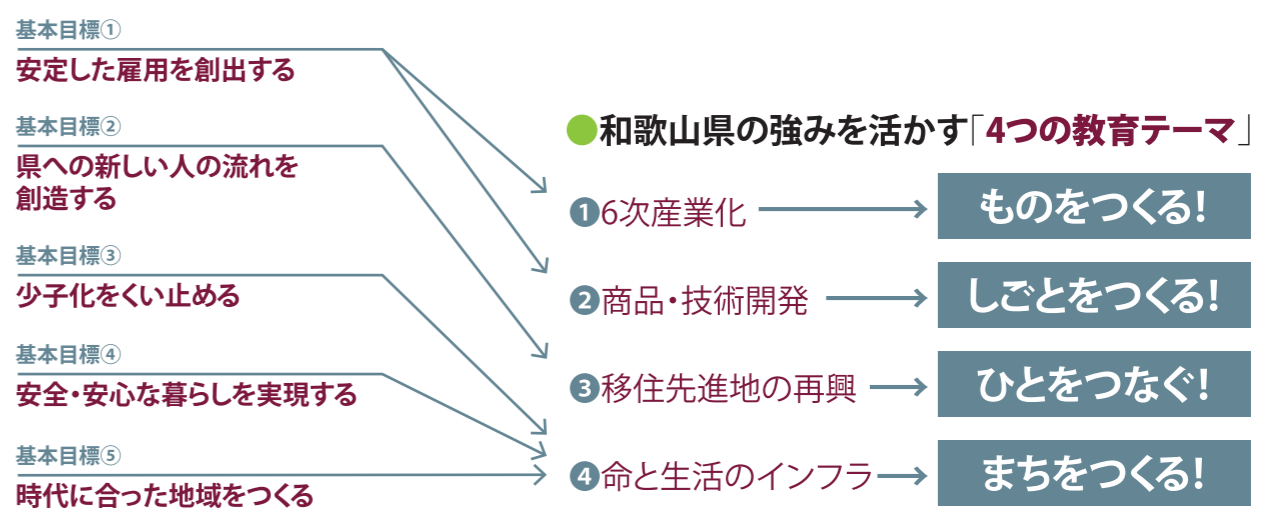 基本目標①
安定した雇用を創出する
基本目標②
県への新しい人の流れを
創造する
基本目標③
少子化をくい止める
基本目標④
安全・安心な暮らしを実現する
基本目標⑤
時代に合った地域をつくる
●和歌山県の強みを活かす「4つの教育テーマ」
❶6次産業化
ものをつくる!
❷商品・技術開発
しごとをつくる!
❸移住先進地の再興
ひとをつなぐ!
❹命と生活のインフラ
まちをつくる!